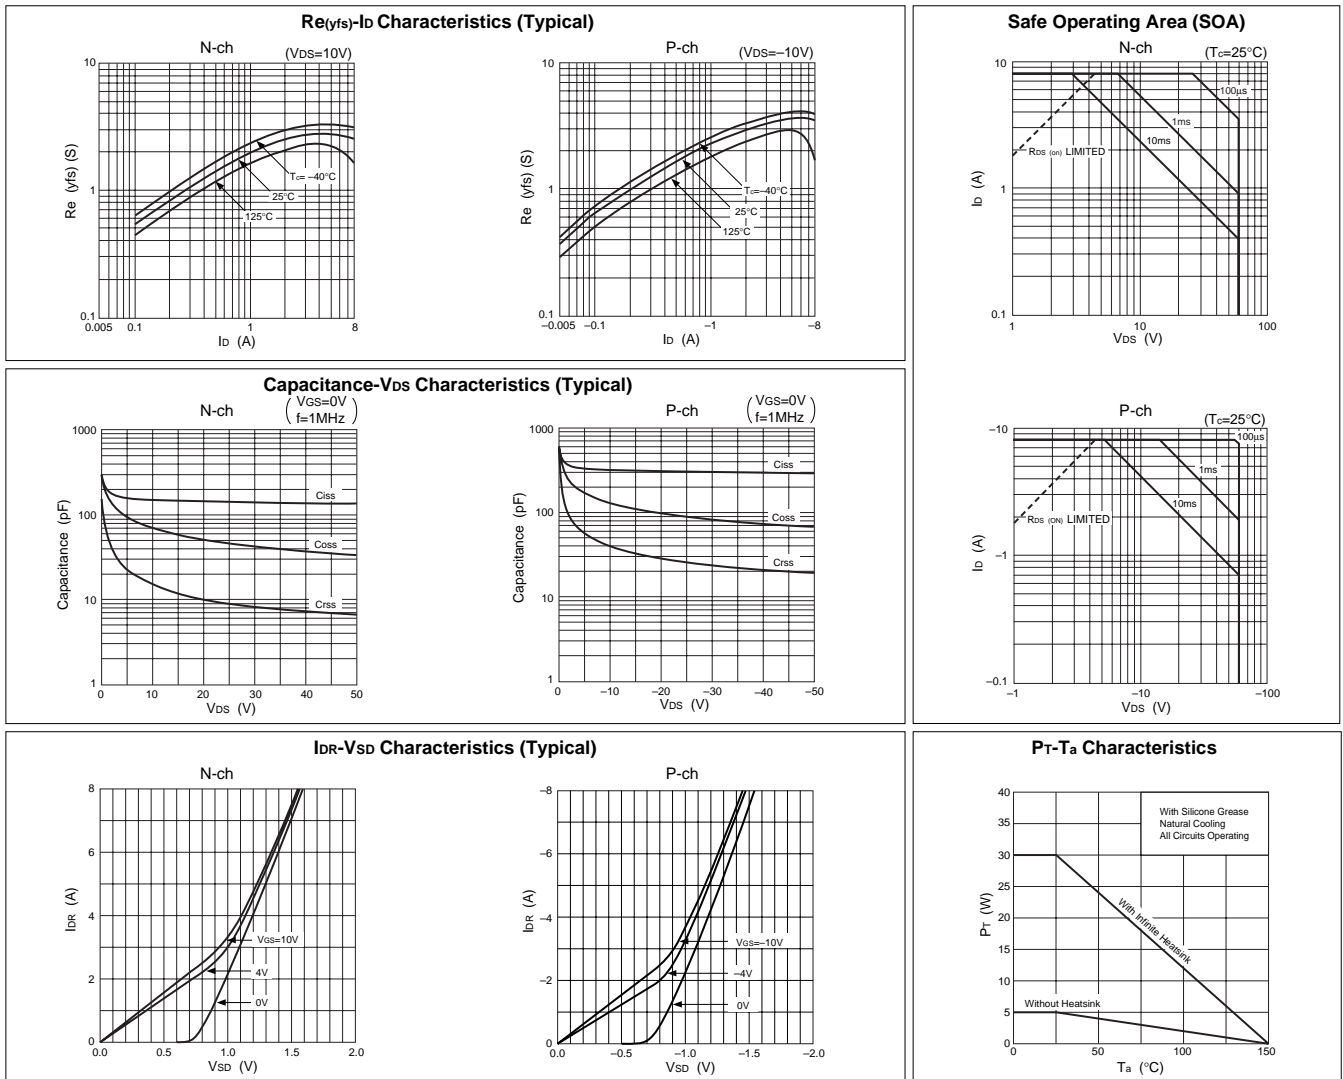 Re(yfs)-ID Characteristics (Typical)
N-ch
(VDS=10V)
10
1
0.1
Re (yfs) (S)
Tc= –40°C
25°C
125°C
0.005 0.1 1 8
ID (A)
P-ch
(VDS=–10V)
10
1
0.1
Re (yfs) (S)
Tc=–40°C
25°C
125°C
–0.005 –0.1 –1 –8
ID (A)
Safe Operating Area (SOA)
N-ch
(Tc=25°C)
10
1
0.1
ID (A)
100µs
1ms
10ms
RDS (on) LIMITED
1 10 100
VDS (V)
P-ch
(Tc=25°C)
–10
–1
–0.1
ID (A)
100µs
1ms
10ms
RDS (ON) LIMITED
–1 –10 –100
VDS (V)
Capacitance-VDS Characteristics (Typical)
N-ch
(VGS=0V
f=1MHz)
1000
100
10
1
Capacitance (pF)
Ciss
Coss
Crss
0 10 20 30 40 50
VDS (V)
P-ch
(VGS=0V
f=1MHz)
1000
100
10
1
Capacitance (pF)
Ciss
Coss
Crss
0 –10 –20 –30 –40 –50
VDS (V)
IDR-VSD Characteristics (Typical)
N-ch
8
6
4
2
0
IDR (A)
VGS=10V
4V
0V
0.0 0.5 1.0 1.5 2.0
VSD (V)
P-ch
–8
–6
–4
–2
0
IDR (A)
VGS=–10V
–4V
0V
0.0 –0.5 –1.0 –1.5 –2.0
VSD (V)
PT-Ta Characteristics
40
35
30
25
20
15
10
5
0
PT (W)
With Silicone Grease
Natural Cooling
All Circuits Operating
With Infinite Heatsink
Without Heatsink
0 50 100 150
Ta (°C)